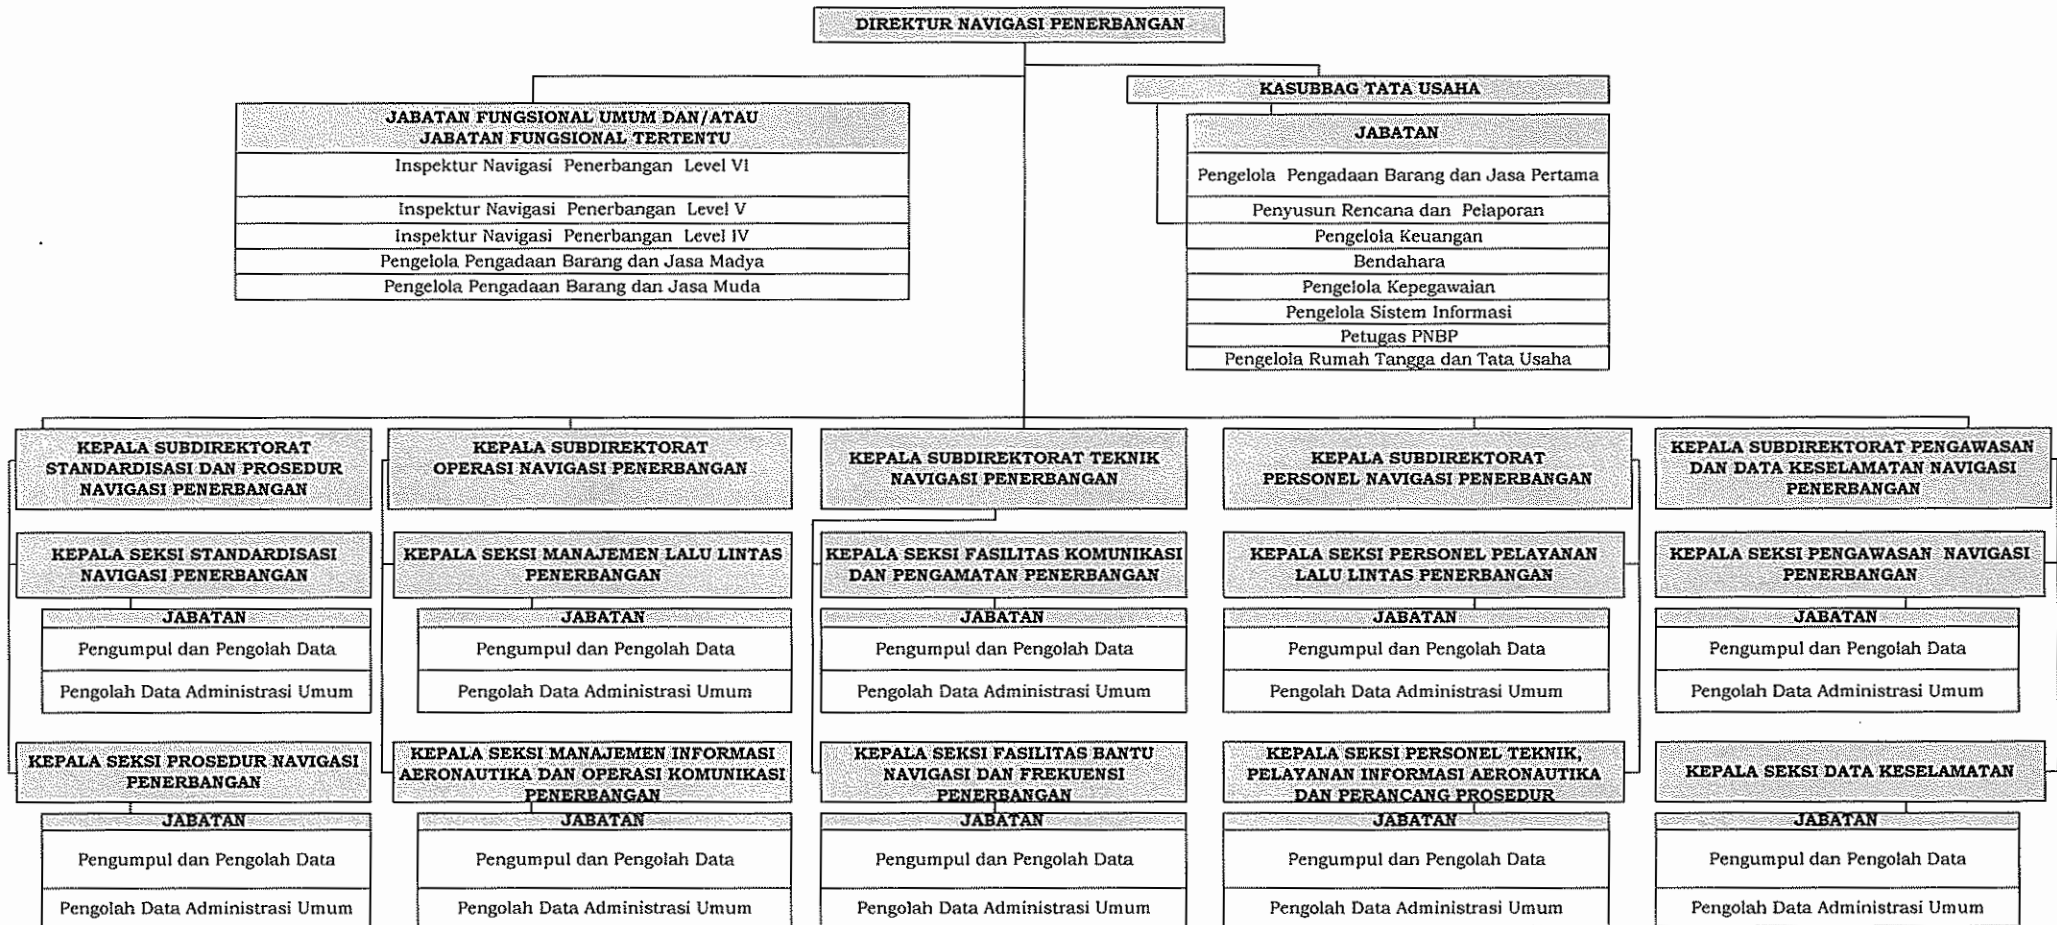 DIREKTUR NAVIGASI PENERBANGAN
JABATAN FUNGSIONAL UMUM DAN/ATAU
JABATAN FUNGSIONAL TERTENTU
Inspektur Navigasi Penerbangan Level VI
Inspektur Navigasi Penerbangan Level V
Inspektur Navigasi Penerbangan Level IV
Pengelola Pengadaan Barang dan Jasa Madya
Pengelola Pengadaan Barang dan Jasa Muda
KASUBBAG TATA USAHA
JABATAN
Pengelola Pengadaan Barang dan Jasa Pertama
Penyusun Rencana dan Pelaporan
Pengelola Keuangan
Bendahara
Pengelola Kepegawaian
Pengelola Sistem Informasi
Petugas PNBP
Pengelola Rumah Tangga dan Tata Usaha
KEPALA SUBDIREKTORAT
STANDARDISASI DAN PROSEDUR
NAVIGASI PENERBANGAN
KEPALA SEKSI STANDARDISASI
NAVIGASI PENERBANGAN
JABATAN
Pengumpul dan Pengolah Data
Pengolah Data Administrasi Umum
KEPALA SEKSI PROSEDUR NAVIGASI
PENERBANGAN
JABATAN
Pengumpul dan Pengolah Data
Pengolah Data Administrasi Umum
KEPALA SUBDIREKTORAT
OPERASI NAVIGASI PENERBANGAN
KEPALA SEKSI MANAJEMEN LALU LINTAS
PENERBANGAN
JABATAN
Pengumpul dan Pengolah Data
Pengolah Data Administrasi Umum
KEPALA SEKSI MANAJEMEN INFORMASI
AERONAUTIKA DAN OPERASI KOMUNIKASI
PENERBANGAN
JABATAN
Pengumpul dan Pengolah Data
Pengolah Data Administrasi Umum
KEPALA SUBDIREKTORAT TEKNIK
NAVIGASI PENERBANGAN
KEPALA SEKSI FASILITAS KOMUNIKASI
DAN PENGAMATAN PENERBANGAN
JABATAN
Pengumpul dan Pengolah Data
Pengolah Data Administrasi Umum
KEPALA SEKSI FASILITAS BANTU
NAVIGASI DAN FREKUENSI
PENERBANGAN
JABATAN
Pengumpul dan Pengolah Data
Pengolah Data Administrasi Umum
KEPALA SUBDIREKTORAT
PERSONEL NAVIGASI PENERBANGAN
KEPALA SEKSI PERSONEL PELAYANAN
LALU LINTAS PENERBANGAN
JABATAN
Pengumpul dan Pengolah Data
Pengolah Data Administrasi Umum
KEPALA SEKSI PERSONEL TEKNIK,
PELAYANAN INFORMASI AERONAUTIKA
DAN PERANCANG PROSEDUR
JABATAN
Pengumpul dan Pengolah Data
Pengolah Data Administrasi Umum
KEPALA SUBDIREKTORAT PENGAWASAN
DAN DATA KESELAMATAN NAVIGASI
PENERBANGAN
KEPALA SEKSI PENGAWASAN NAVIGASI
PENERBANGAN
JABATAN
Pengumpul dan Pengolah Data
Pengolah Data Administrasi Umum
KEPALA SEKSI DATA KESELAMATAN
JABATAN
Pengumpul dan Pengolah Data
Pengolah Data Administrasi Umum